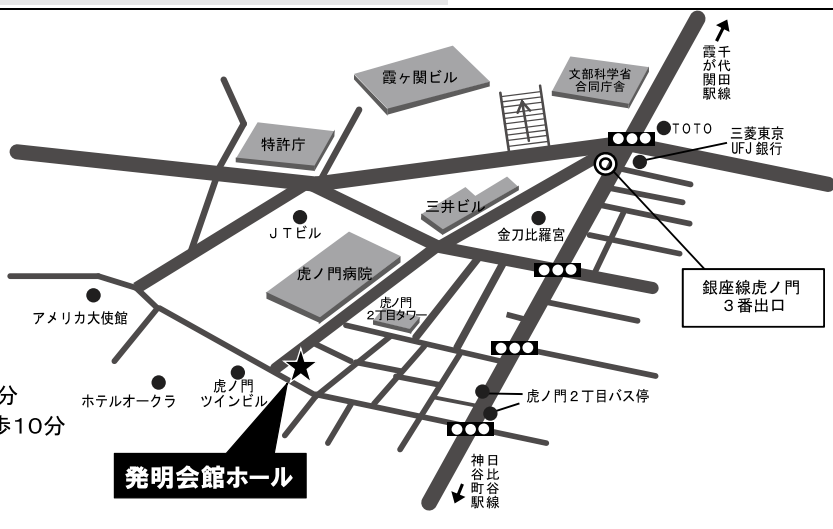 霞ヶ関ビル
文部科学省
合同庁舎
千代田線
霞が関駅
特許庁
TOTO
三菱東京
UFJ銀行
三井ビル
金刀比羅宮
JTビル
虎ノ門病院
銀座線虎ノ門
3番出口
虎ノ門
2丁目タワー
アメリカ大使館
ホテルオークラ
虎ノ門
ツインビル
虎ノ門2丁目バス停
分
歩10分
発明会館ホール
日比谷線
神谷町駅